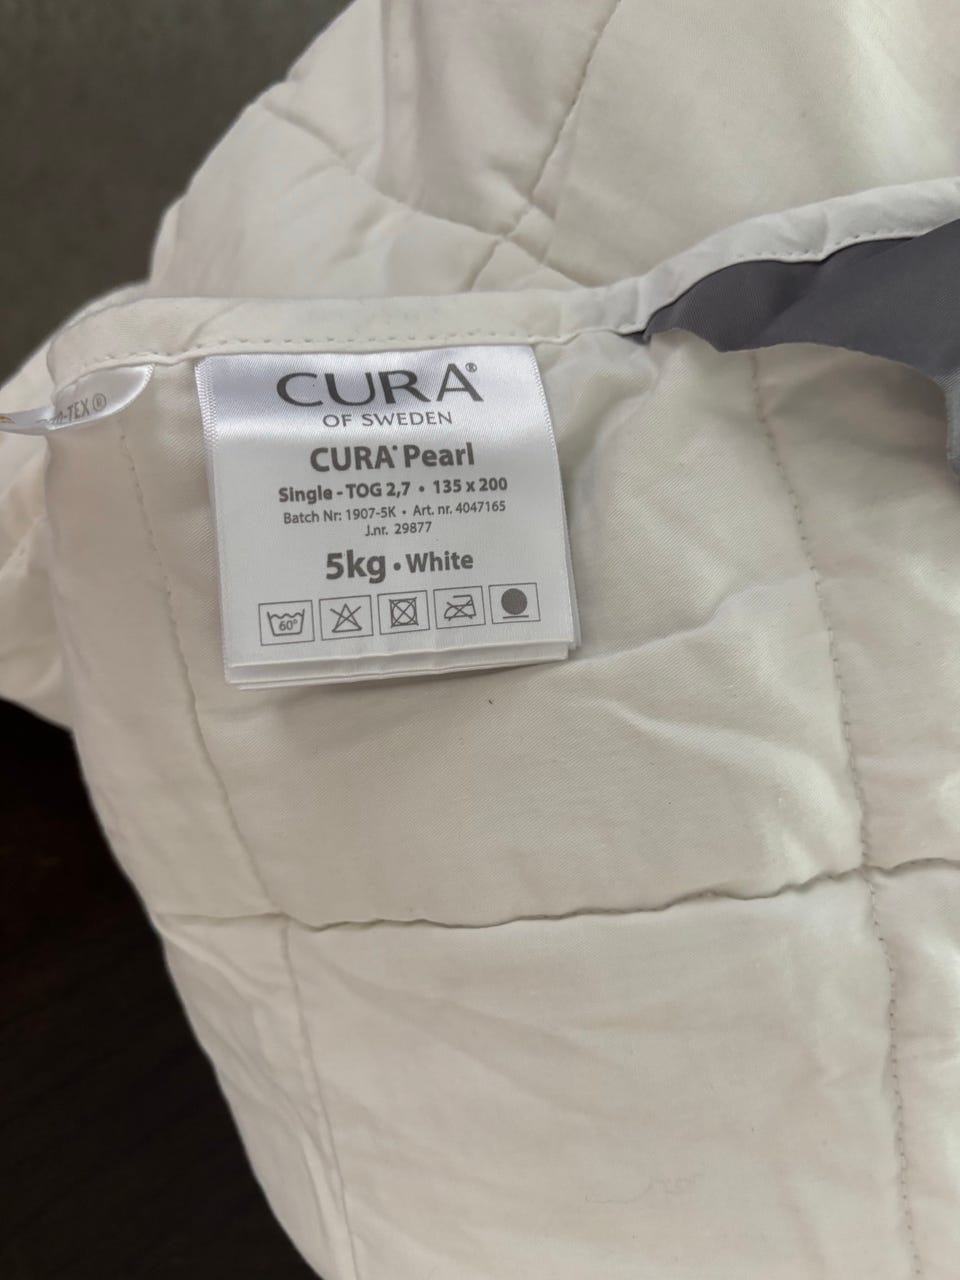 CURA®
OF SWEDEN
CURA® Pearl
Single - TOG 2,7 • 135 x 200
Batch Nr: 1907-5K • Art. nr. 4047165
J.nr. 29877
5kg • White
60°
-TEX®